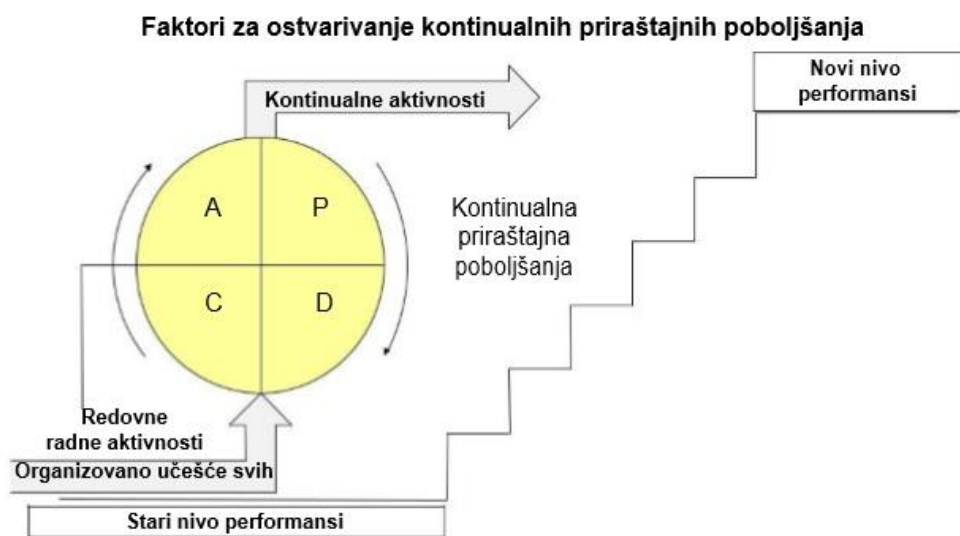 Faktori za ostvarivanje kontinualnih priraštajnih poboljšanja
Novi nivo
performansi
Kontinualne aktivnosti
A
P
Kontinualna
priraštajna
poboljšanja
C
D
Redovne
radne aktivnosti
Organizovano učešće svih
Stari nivo performansi